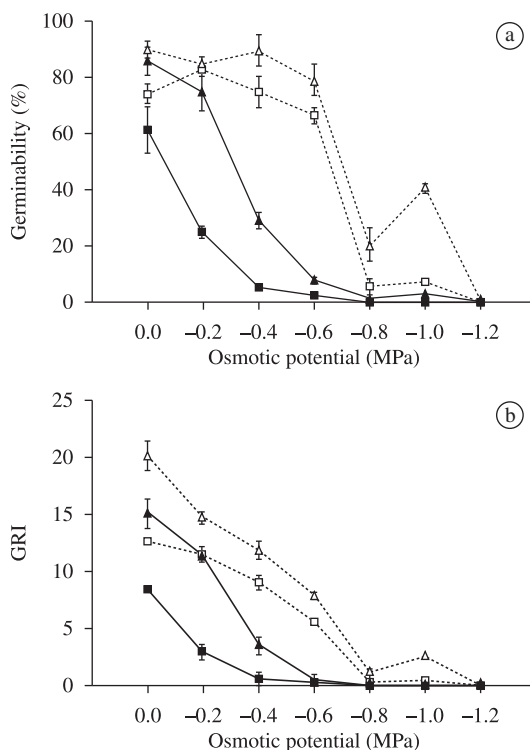 a
100
80
60
40
20
0
Germinability (%)
0.0 –0.2 –0.4 –0.6 –0.8 –1.0 –1.2
Osmotic potential (MPa)
b
25
20
15
10
5
0
GRI
0.0 –0.2 –0.4 –0.6 –0.8 –1.0 –1.2
Osmotic potential (MPa)